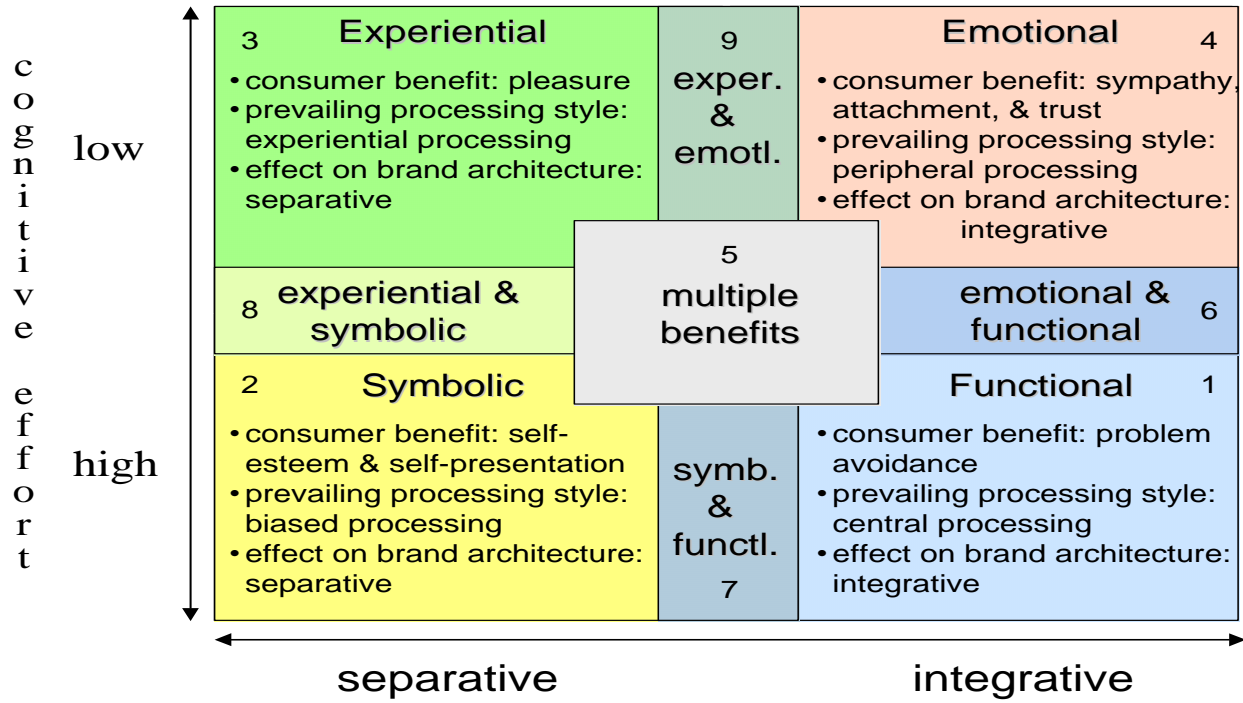 cognitive effort
low
high
3 Experiential
• consumer benefit: pleasure
• prevailing processing style:
experiential processing
• effect on brand architecture:
separative
9
exper.
&
emotl.
Emotional 4
• consumer benefit: sympathy,
attachment, & trust
• prevailing processing style:
peripheral processing
• effect on brand architecture:
integrative
8 experiential &
symbolic
5
multiple
benefits
emotional &
functional 6
2 Symbolic
• consumer benefit: self-
esteem & self-presentation
• prevailing processing style:
biased processing
• effect on brand architecture:
separative
symb.
&
functl.
7
Functional 1
• consumer benefit: problem
avoidance
• prevailing processing style:
central processing
• effect on brand architecture:
integrative
separative
integrative